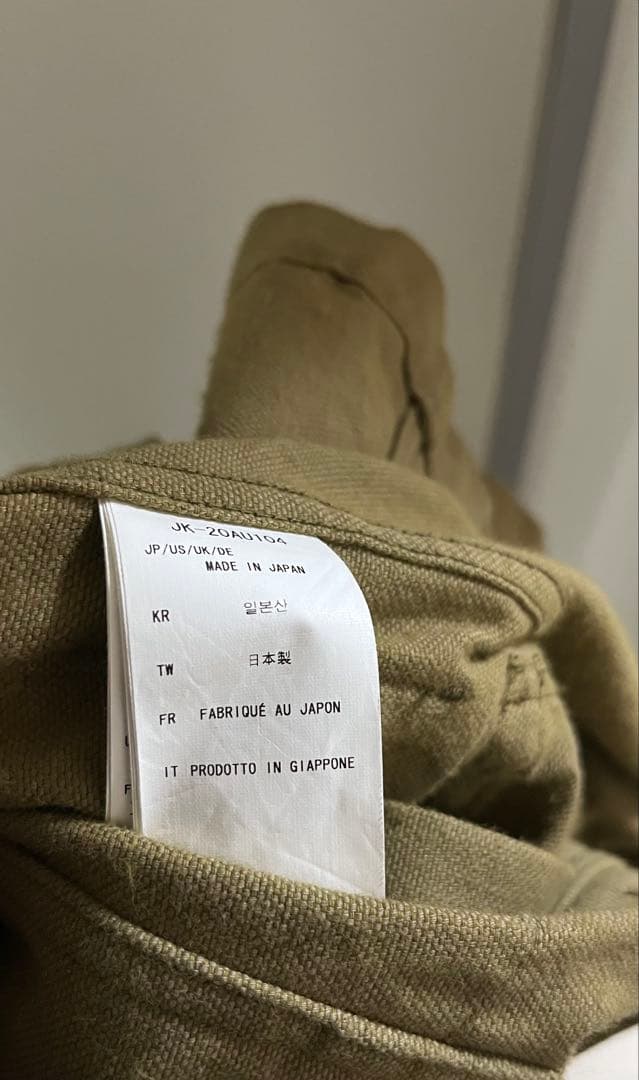 JK-20AU104
JP/US/UK/DE
MADE IN JAPAN
KR 일본산
TW 日本製
FR FABRIQUÉ AU JAPON
IT PRODOTTO IN GIAPPONE